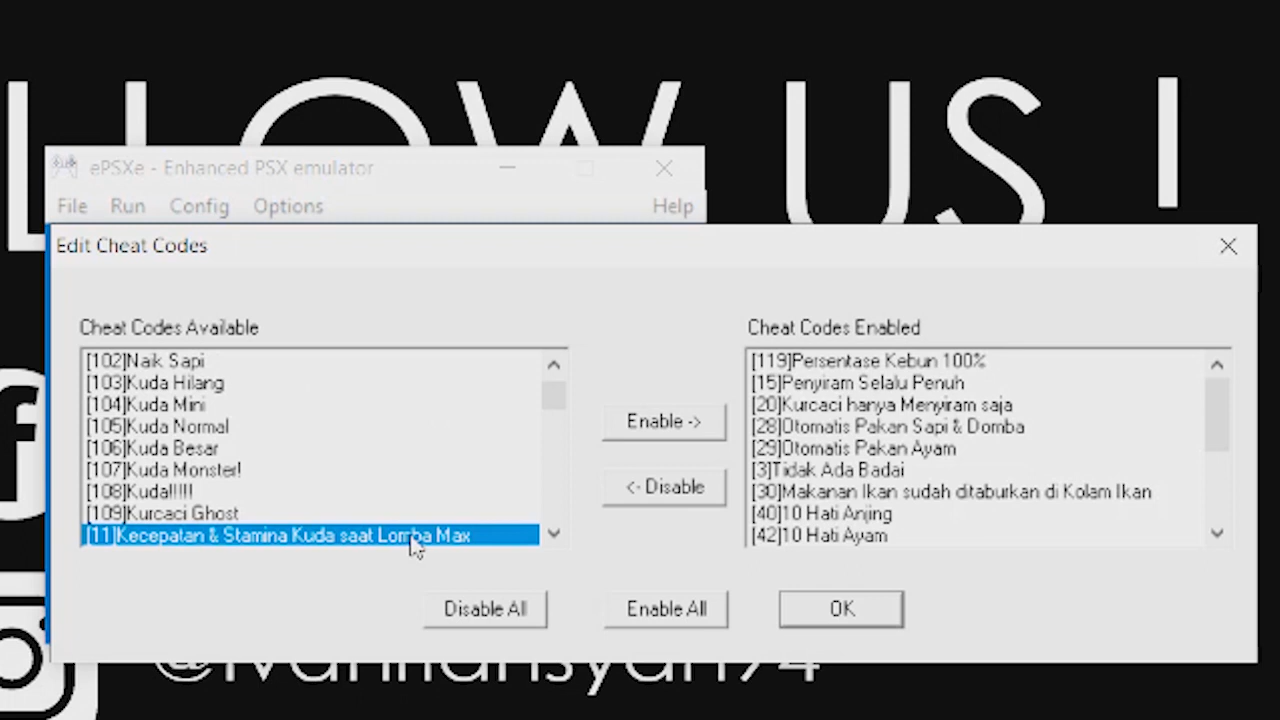 LLOW US !
ePSXe - Enhanced PSX emulator
File Run Config Options Help
Edit Cheat Codes
Cheat Codes Available
[102]Naik Sapi
[103]Kuda Hilang
[104]Kuda Mini
[105]Kuda Normal
[106]Kuda Besar
[107]Kuda Monster!
[108]Kuda!!!!!
[109]Kurcaci Ghost
[11]Kecepatan & Stamina Kuda saat Lomba Max
Enable ->
<- Disable
Cheat Codes Enabled
[119]Persentase Kebun 100%
[15]Penyiram Selalu Penuh
[20]Kurcaci hanya Menyiram saja
[28]Otomatis Pakan Sapi & Domba
[29]Otomatis Pakan Ayam
[3]Tidak Ada Badai
[30]Makanan Ikan sudah ditaburkan di Kolam Ikan
[40]10 Hati Anjing
[42]10 Hati Ayam
Disable All
Enable All
OK